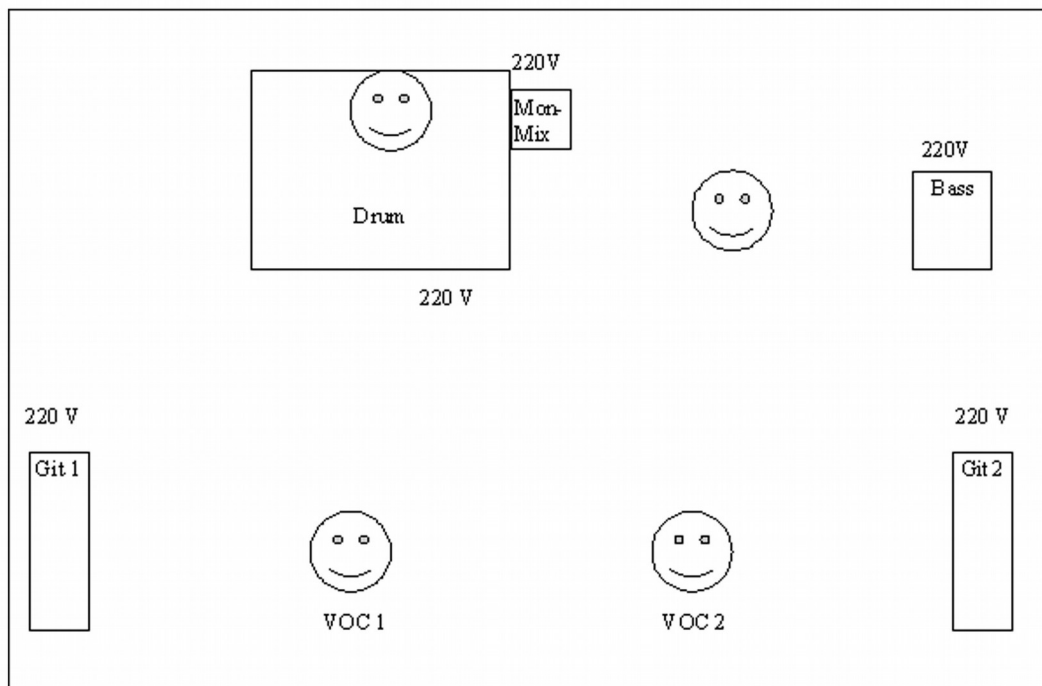 220V
Mon-
Mix
220V
Bass
Drum
220 V
220 V
220 V
Git 1
Git 2
VOC 1
VOC 2